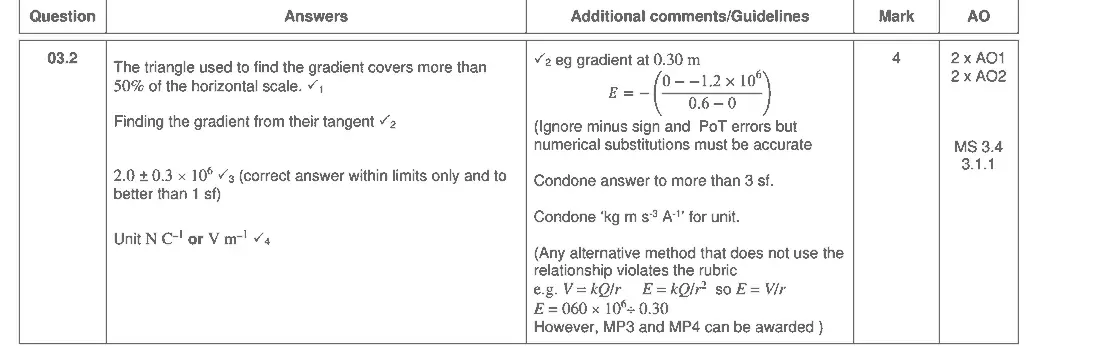 Question Answers Additional comments/Guidelines Mark AO
03.2
The triangle used to find the gradient covers more than
50% of the horizontal scale. ✓1
Finding the gradient from their tangent ✓2
2.0 ± 0.3 × 10⁶ ✓3 (correct answer within limits only and to
better than 1 sf)
Unit N C⁻¹ or V m⁻¹ ✓4
✓2 eg gradient at 0.30 m
E = −((0 − −1.2 × 10⁶)/(0.6 − 0))
(Ignore minus sign and PoT errors but
numerical substitutions must be accurate
Condone answer to more than 3 sf.
Condone 'kg m s⁻³ A⁻¹' for unit.
(Any alternative method that does not use the
relationship violates the rubric
e.g. V = kQ/r E = kQ/r² so E = V/r
E = 060 × 10⁶÷ 0.30
However, MP3 and MP4 can be awarded )
4
2 x AO1
2 x AO2
MS 3.4
3.1.1